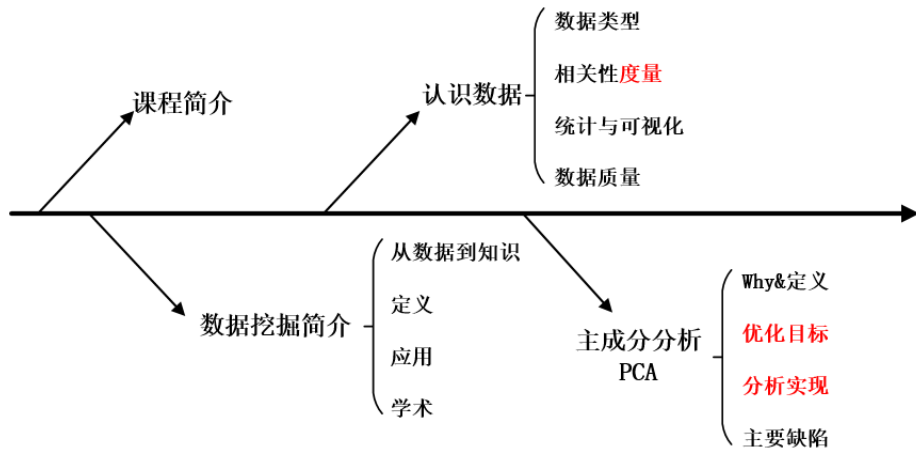 课程简介
认识数据
数据类型
相关性度量
统计与可视化
数据质量
数据挖掘简介
从数据到知识
定义
应用
学术
主成分分析
PCA
Why&定义
优化目标
分析实现
主要缺陷